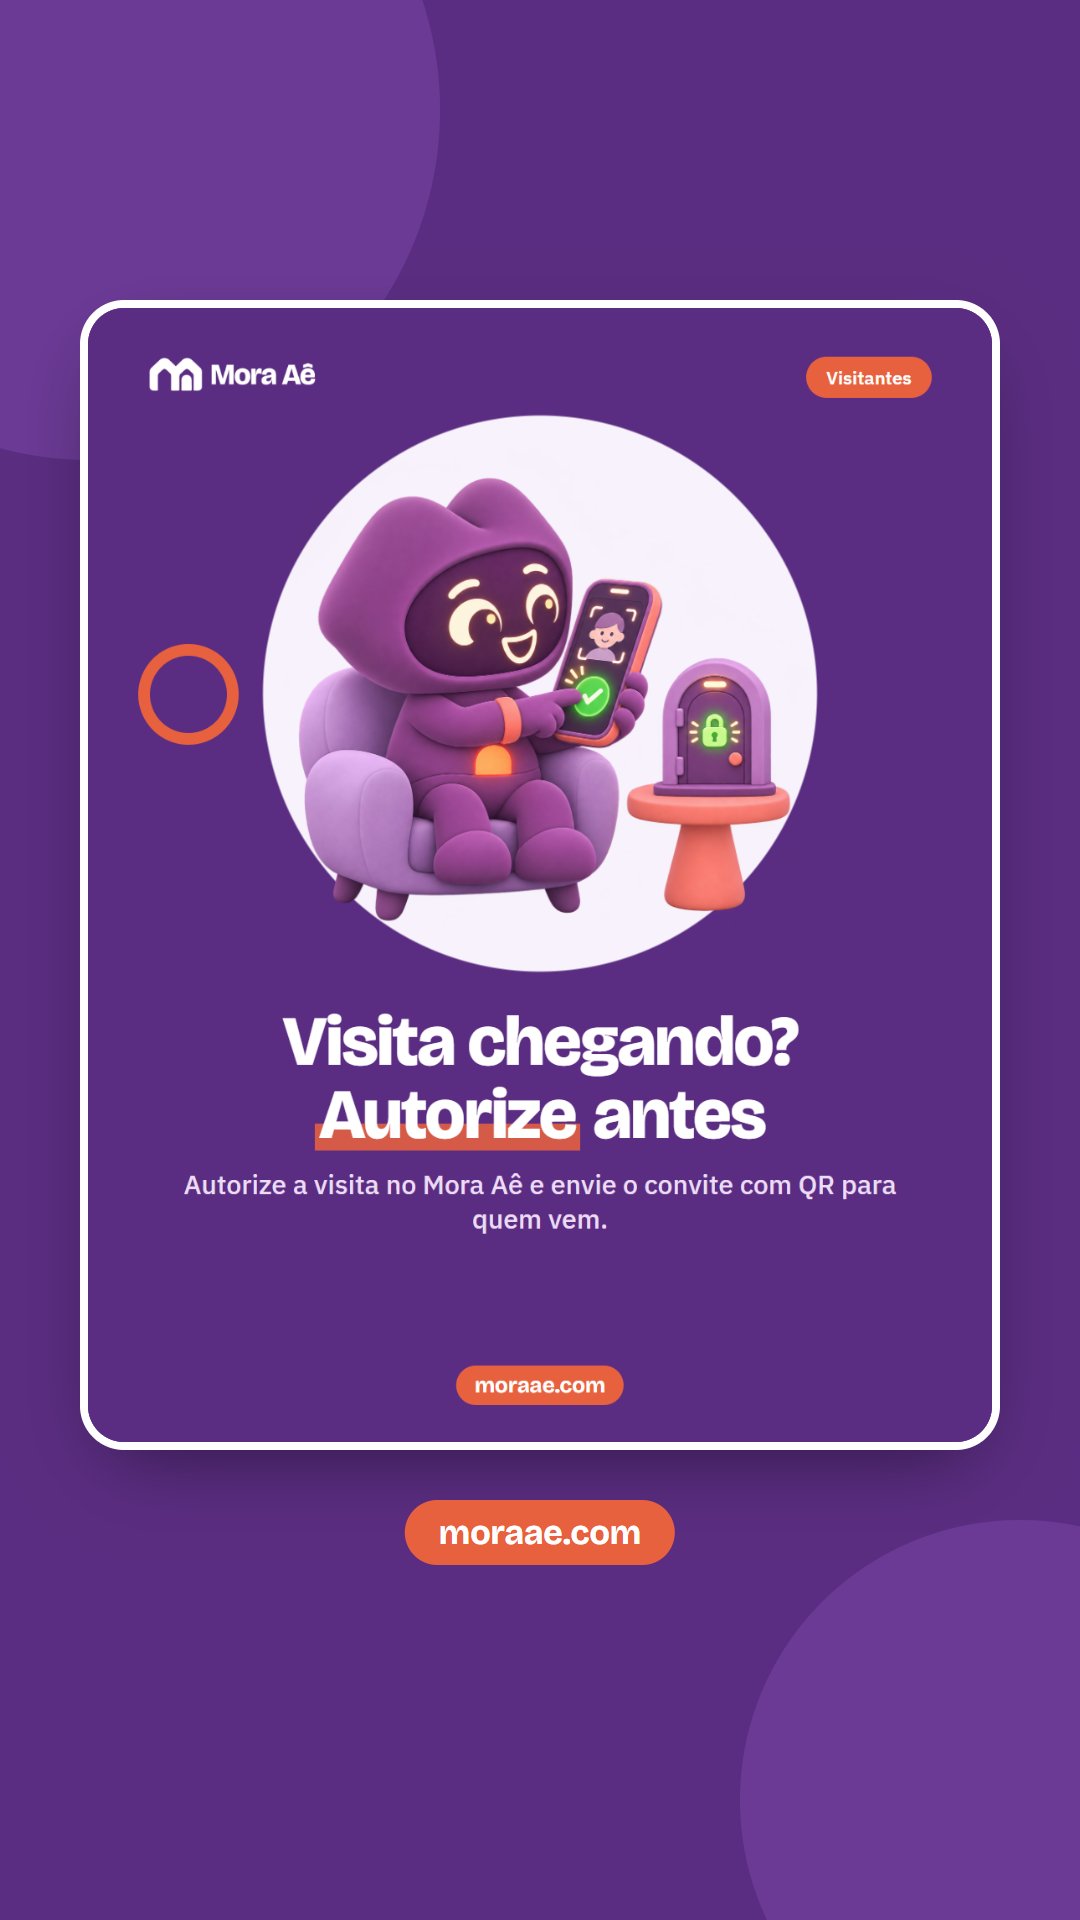 Mora Aê
Visitantes
Visita chegando?
Autorize antes
Autorize a visita no Mora Aê e envie o convite com QR para
quem vem.
moraae.com
moraae.com